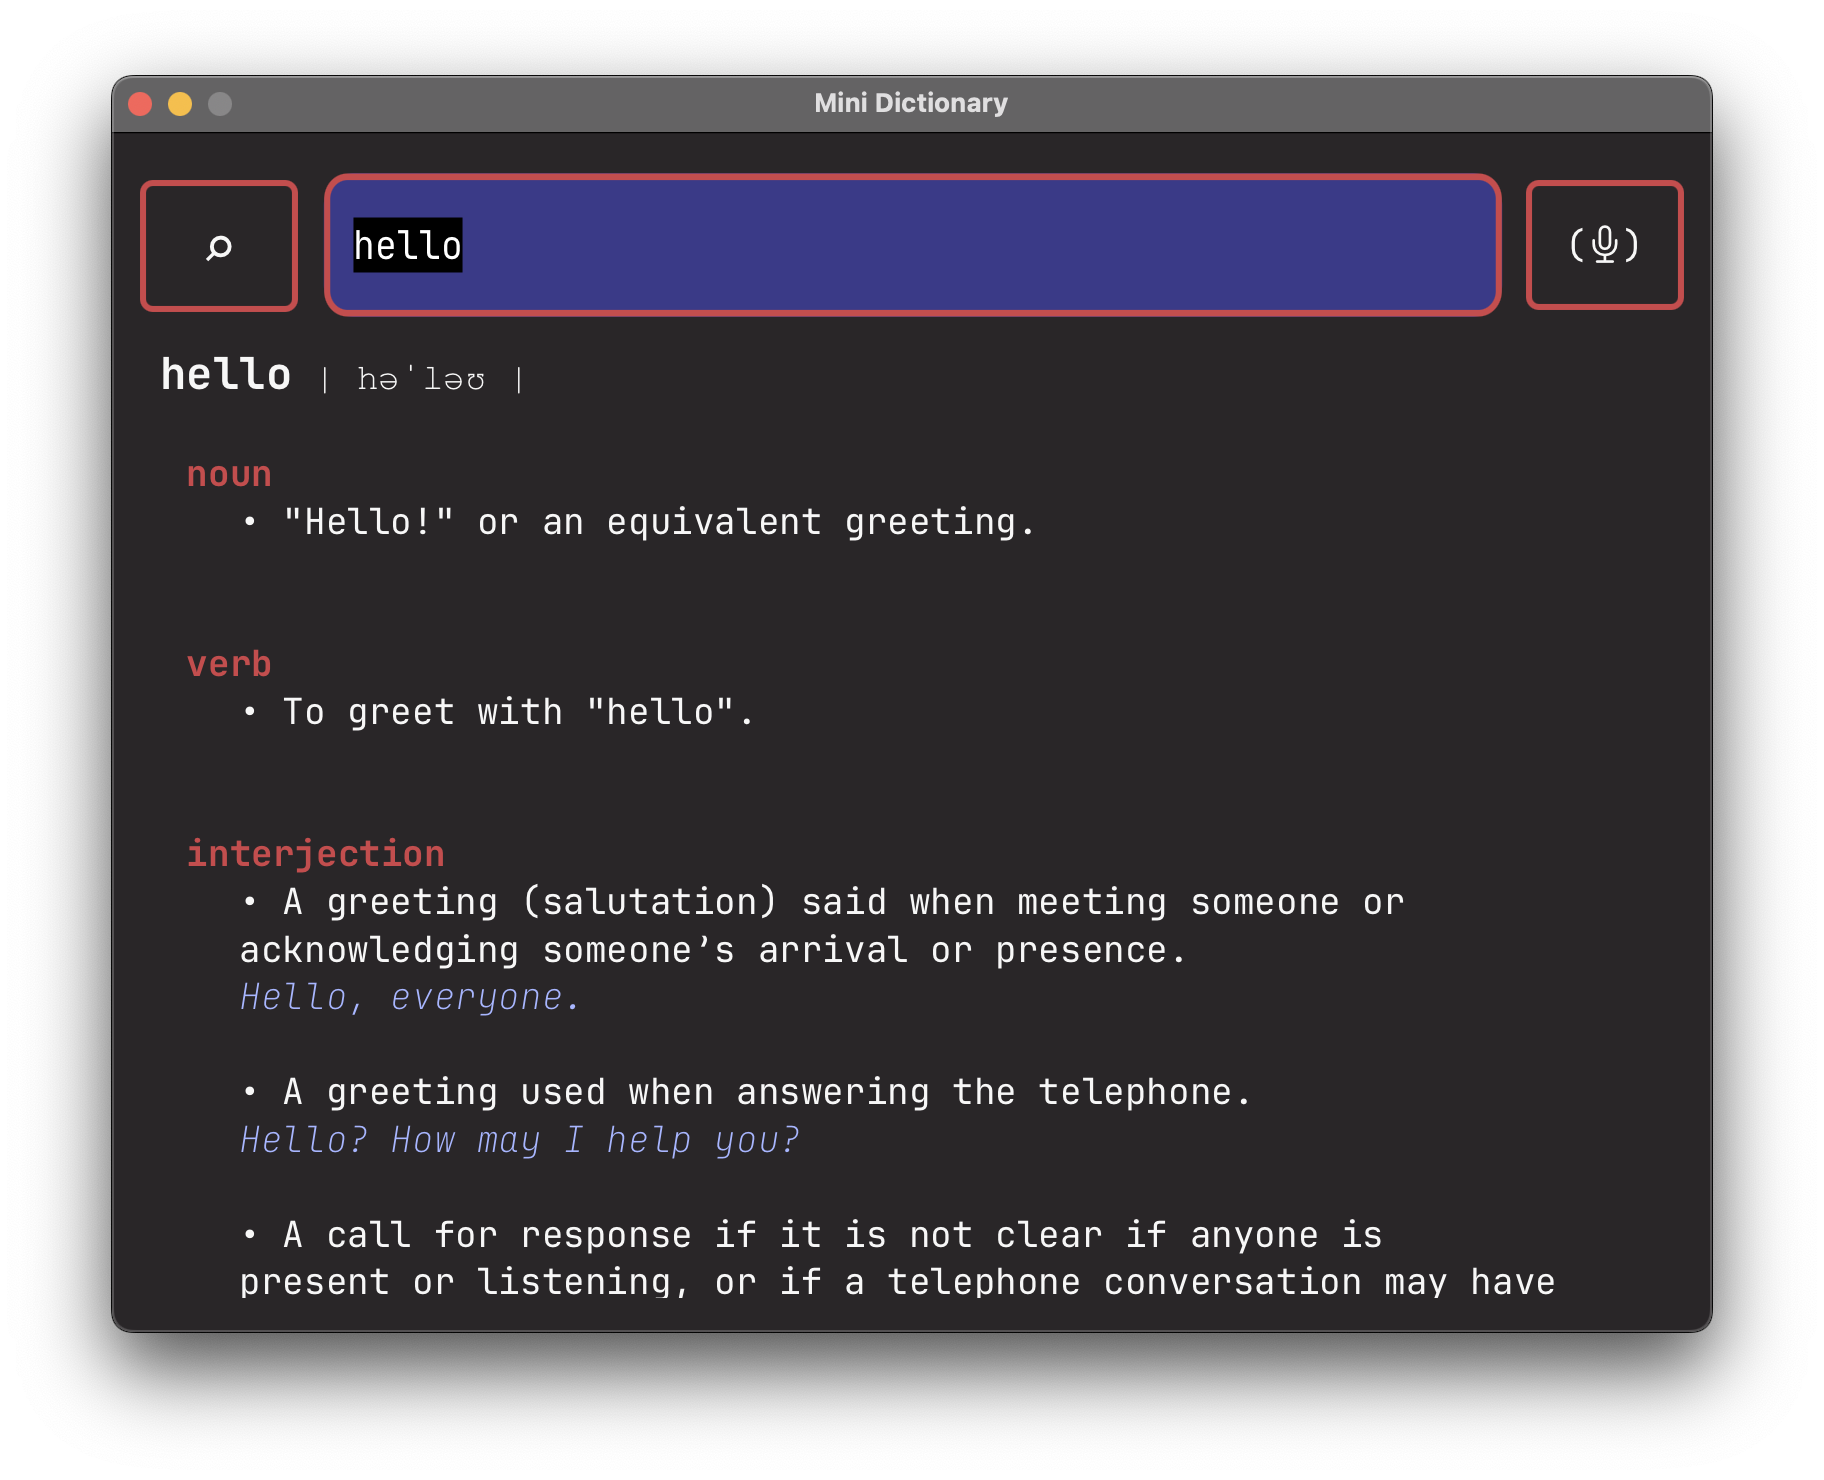 Mini Dictionary
hello
hello | həˈləʊ |
noun
• "Hello!" or an equivalent greeting.
verb
• To greet with "hello".
interjection
• A greeting (salutation) said when meeting someone or
acknowledging someone’s arrival or presence.
Hello, everyone.
• A greeting used when answering the telephone.
Hello? How may I help you?
• A call for response if it is not clear if anyone is
present or listening, or if a telephone conversation may have